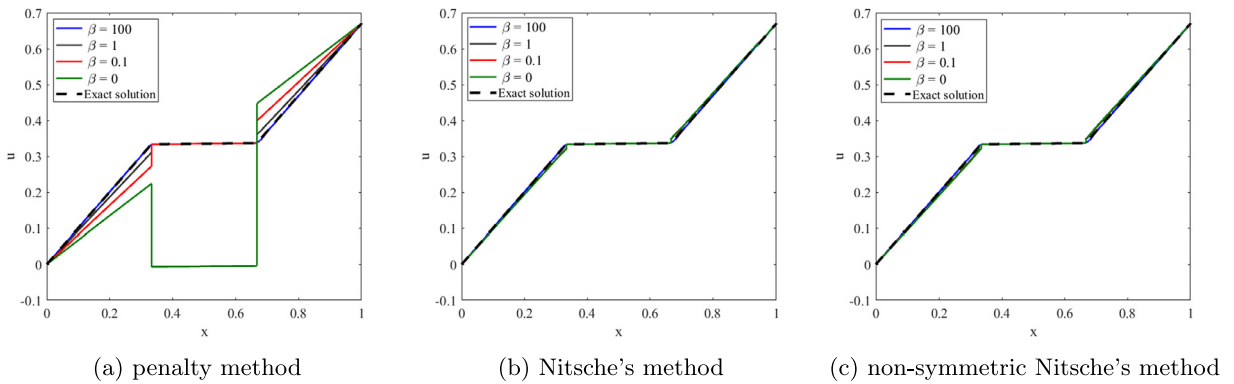 0.7
0.6
0.5
0.4
0.3
0.2
0.1
0
-0.1
u
0 0.2 0.4 0.6 0.8 1
x
β = 100
β = 1
β = 0.1
β = 0
Exact solution
(a) penalty method
0.7
0.6
0.5
0.4
0.3
0.2
0.1
0
-0.1
u
0 0.2 0.4 0.6 0.8 1
x
β = 100
β = 1
β = 0.1
β = 0
Exact solution
(b) Nitsche's method
0.7
0.6
0.5
0.4
0.3
0.2
0.1
0
-0.1
u
0 0.2 0.4 0.6 0.8 1
x
β = 100
β = 1
β = 0.1
β = 0
Exact solution
(c) non-symmetric Nitsche's method